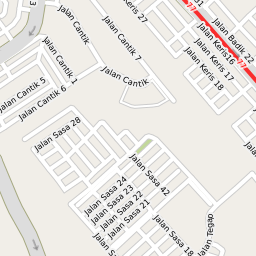 Jalan Cantik
Jalan Keris 27
Jalan Cantik 7
Jalan Badik 22
Jalan Keris16
Jalan Keris 17
Jalan Keris 18
Jalan Cantik
Jalan Cantik 1
Jalan Cantik 5
Jalan Cantik 6
Jalan Sasa 28
Jalan Sasa 42
Jalan Sasa 24
Jalan Sasa 23
Jalan Sasa 22
Jalan Sasa 21
Jalan Sasa 18
Jalan Tegap